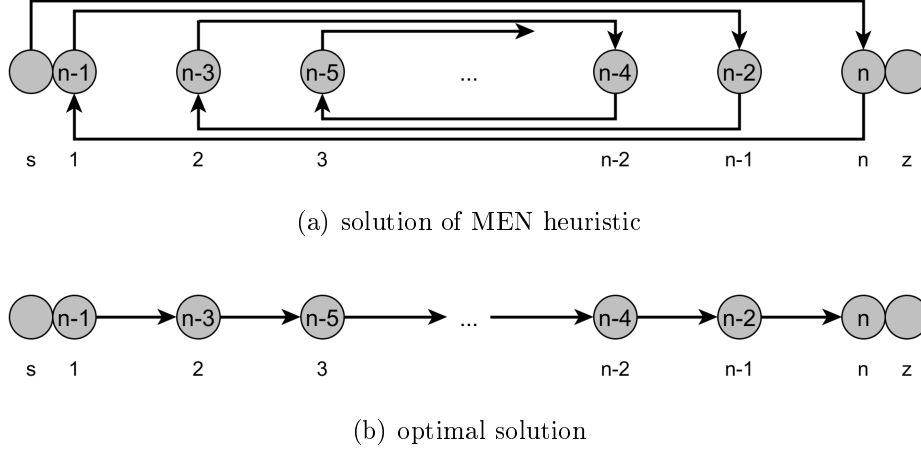 n-1 n-3 n-5 ... n-4 n-2 n
s 1 2 3 n-2 n-1 n z
(a) solution of MEN heuristic
n-1 n-3 n-5 ... n-4 n-2 n
s 1 2 3 n-2 n-1 n z
(b) optimal solution